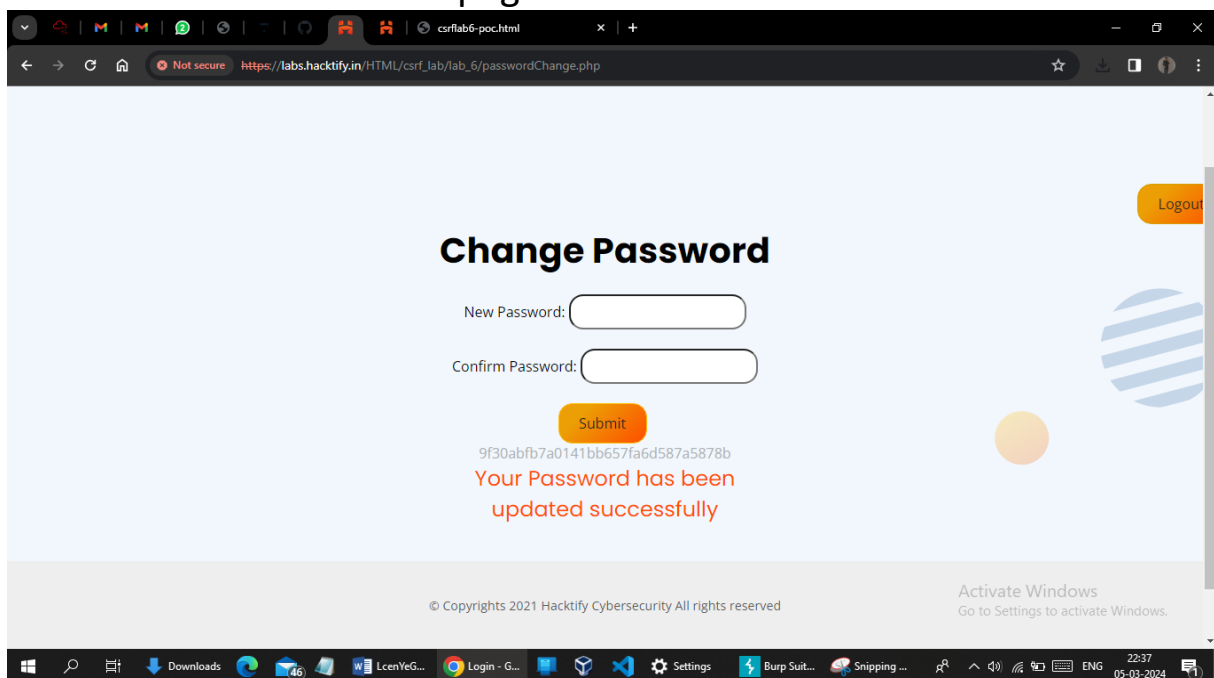 csrflab6-poc.html
Not secure https://labs.hacktify.in/HTML/csrf_lab/lab_6/passwordChange.php
Logout
Change Password
New Password:
Confirm Password:
Submit
9f30abfb7a0141bb657fa6d587a5878b
Your Password has been
updated successfully
Activate Windows
Go to Settings to activate Windows.
© Copyrights 2021 Hacktify Cybersecurity All rights reserved
Downloads 46 LcenYeG... Login - G... Settings Burp Suit... Snipping ... ENG 22:37
05-03-2024